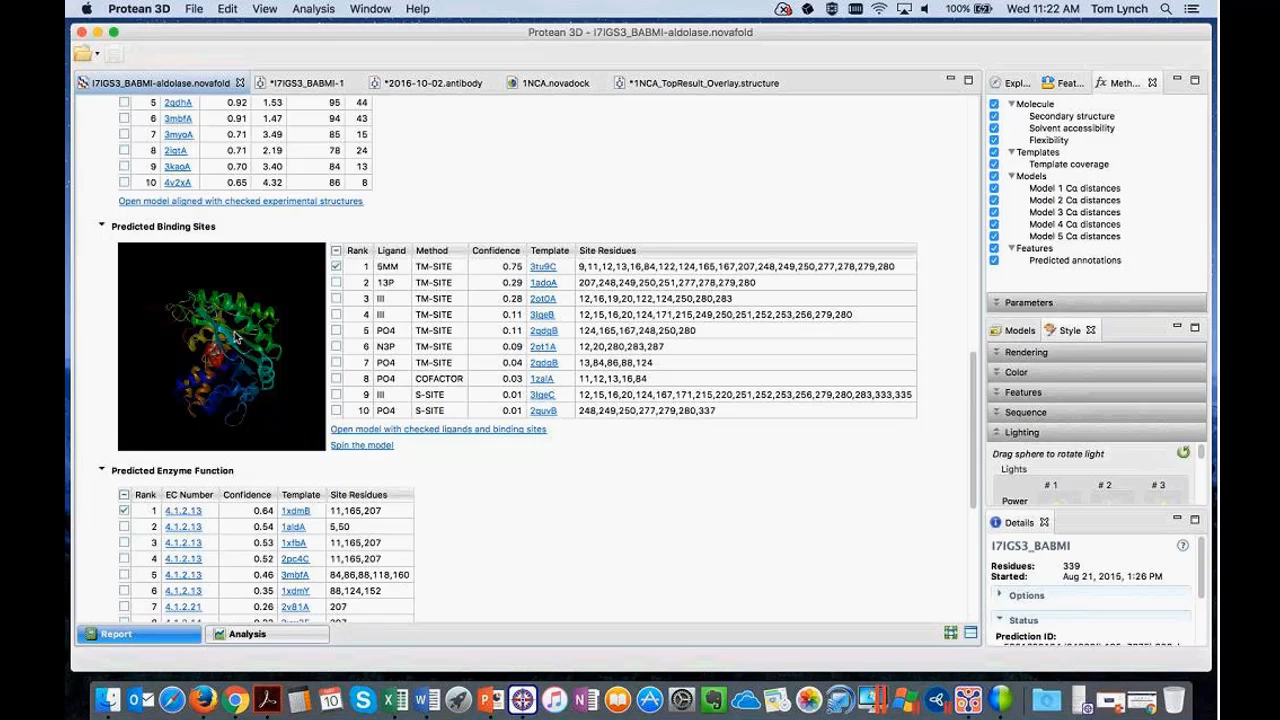 Protean 3D File Edit View Analysis Window Help 100% Wed 11:22 AM Tom Lynch
Protean 3D - I7IGS3_BABMI-aldolase.novafold
I7IGS3_BABMI-aldolase.novafold *I7IGS3_BABMI-1 *2016-10-02.antibody 1NCA.novadock *1NCA_TopResult_Overlay.structure
5 2qdhA 0.92 1.53 95 44
6 3mbfA 0.91 1.47 94 43
7 3myoA 0.71 3.49 85 15
8 2iqtA 0.71 2.19 78 24
9 3kaoA 0.70 3.40 84 13
10 4v2xA 0.65 4.32 86 8
Open model aligned with checked experimental structures
Predicted Binding Sites
Rank Ligand Method Confidence Template Site Residues
1 5MM TM-SITE 0.75 3tu9C 9,11,12,13,16,84,122,124,165,167,207,248,249,250,277,278,279,280
2 13P TM-SITE 0.29 1adoA 207,248,249,250,251,277,278,279,280
3 III TM-SITE 0.28 2ot0A 12,16,19,20,122,124,250,280,283
4 III TM-SITE 0.11 3lgeB 12,15,16,20,124,171,215,249,250,251,252,253,256,279,280
5 PO4 TM-SITE 0.11 2qdgB 124,165,167,248,250,280
6 N3P TM-SITE 0.09 2ot1A 12,20,280,283,287
7 PO4 TM-SITE 0.04 2qdgB 13,84,86,88,124
8 PO4 COFACTOR 0.03 1zalA 11,12,13,16,84
9 III S-SITE 0.01 3lgeC 12,15,16,20,124,167,171,215,220,251,252,253,256,279,280,283,333,335
10 PO4 S-SITE 0.01 2quvB 248,249,250,277,279,280,337
Open model with checked ligands and binding sites
Spin the model
Predicted Enzyme Function
Rank EC Number Confidence Template Site Residues
1 4.1.2.13 0.64 1xdmB 11,165,207
2 4.1.2.13 0.54 1aldA 5,50
3 4.1.2.13 0.53 1xfbA 11,165,207
4 4.1.2.13 0.52 2pc4C 11,165,207
5 4.1.2.13 0.46 3mbfA 84,86,88,118,160
6 4.1.2.13 0.35 1xdmY 88,124,152
7 4.1.2.21 0.26 2v81A 207
Report Analysis
Expl... Feat... Meth...
Molecule
Secondary structure
Solvent accessibility
Flexibility
Templates
Template coverage
Models
Model 1 Cα distances
Model 2 Cα distances
Model 3 Cα distances
Model 4 Cα distances
Model 5 Cα distances
Features
Predicted annotations
Parameters
Models Style
Rendering
Color
Features
Sequence
Lighting
Drag sphere to rotate light
Lights
# 1 # 2 # 3
Power
Details
I7IGS3_BABMI
Residues: 339
Started: Aug 21, 2015, 1:26 PM
Options
Status
Prediction ID: